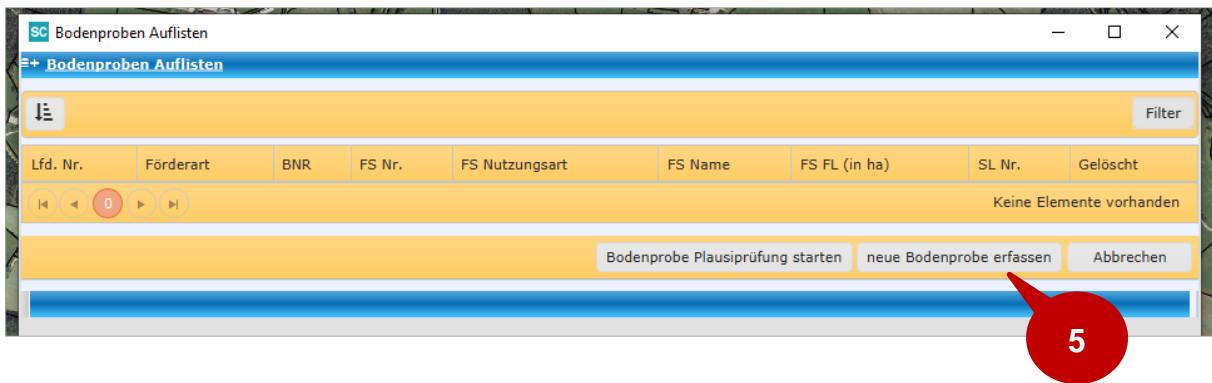 SC Bodenproben Auflisten
Bodenproben Auflisten
Filter
Lfd. Nr. Förderart BNR FS Nr. FS Nutzungsart FS Name FS FL (in ha) SL Nr. Gelöscht
0 Keine Elemente vorhanden
Bodenprobe Plausiprüfung starten neue Bodenprobe erfassen Abbrechen
5